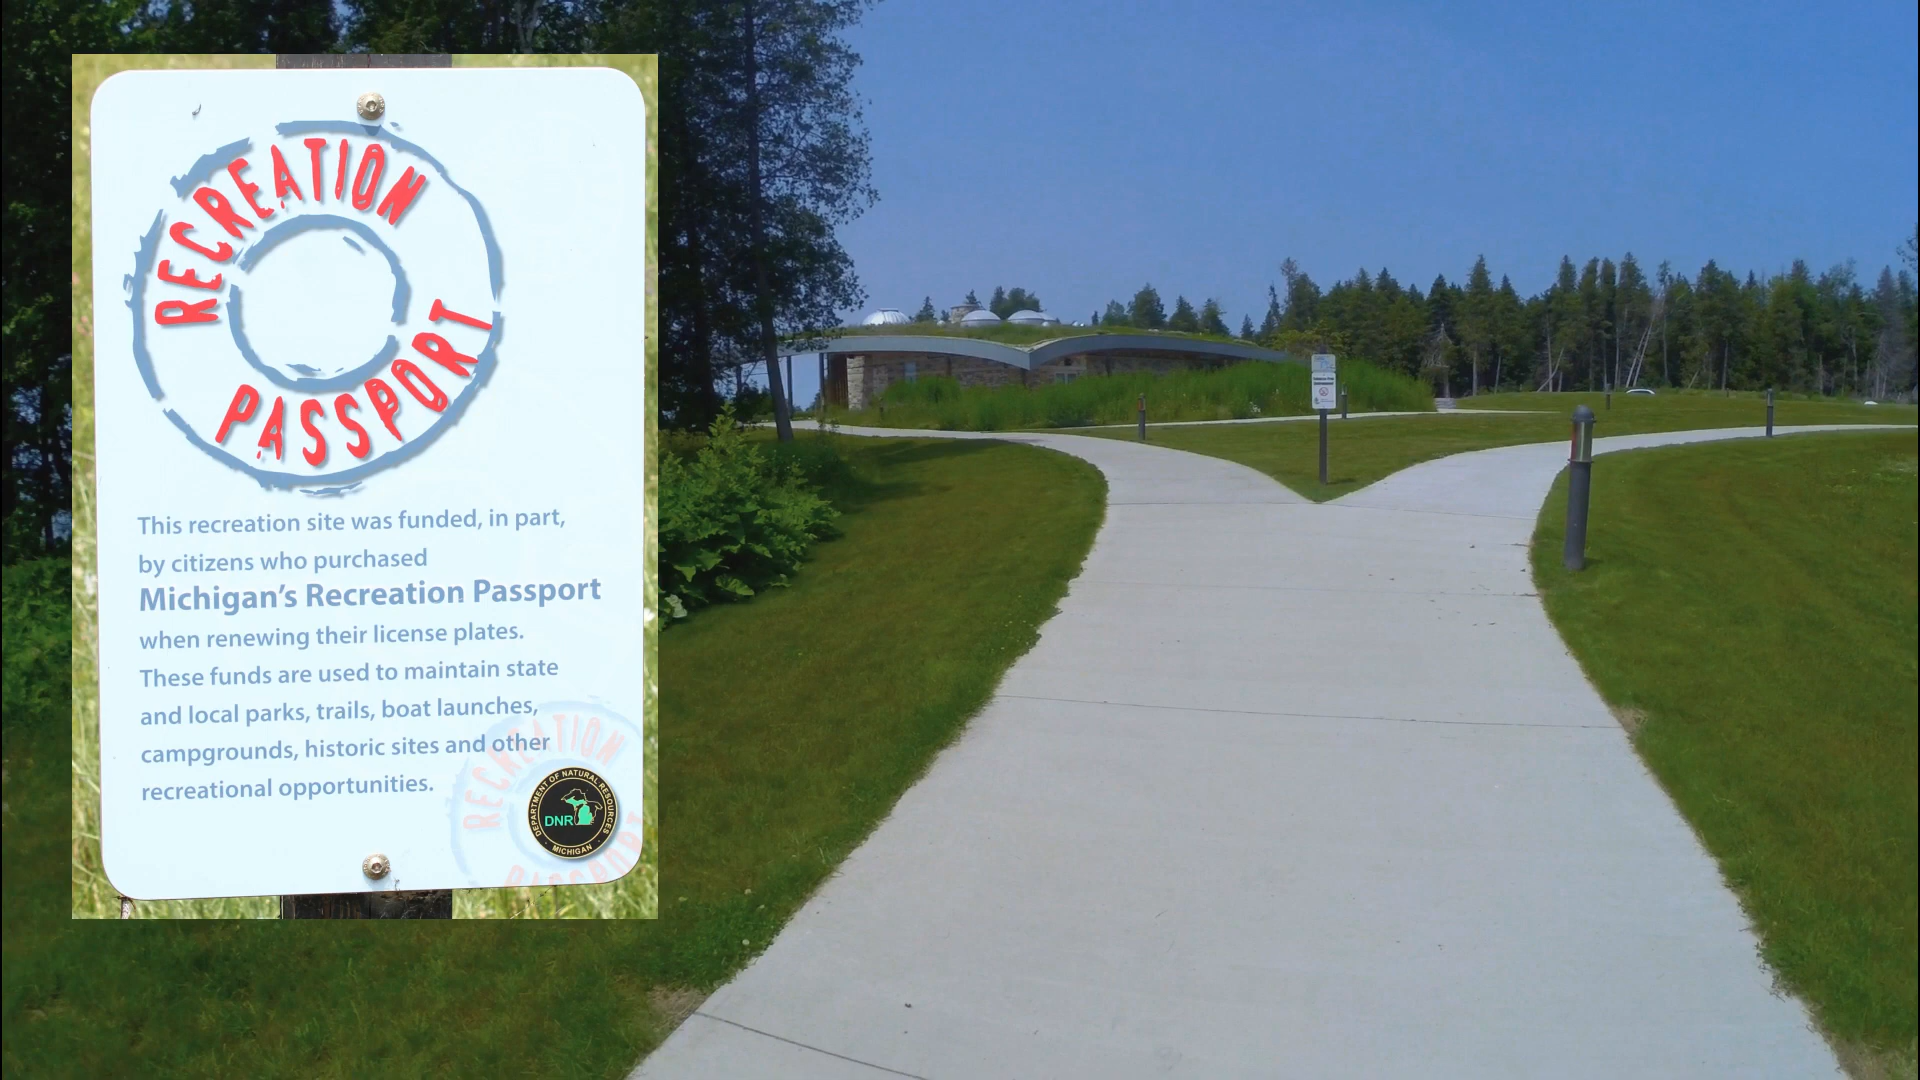 RECREATION
PASSPORT
This recreation site was funded, in part,
by citizens who purchased
Michigan's Recreation Passport
when renewing their license plates.
These funds are used to maintain state
and local parks, trails, boat launches,
campgrounds, historic sites and other
recreational opportunities.
RECREATION
PASSPORT
DEPARTMENT OF NATURAL RESOURCES
DNR
MICHIGAN